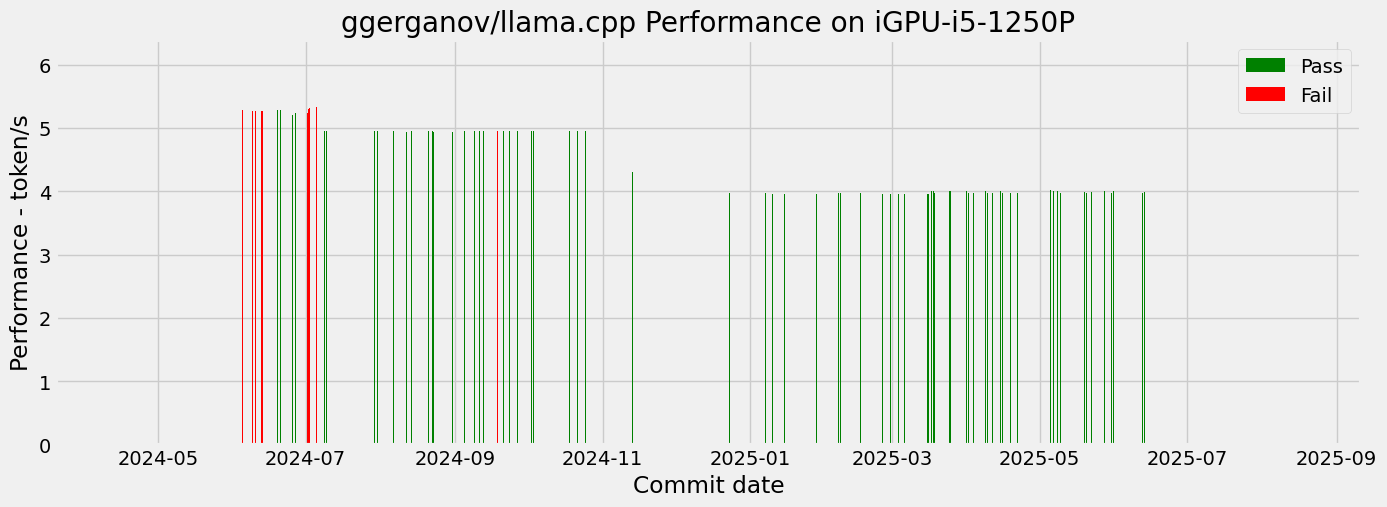 ggerganov/llama.cpp Performance on iGPU-i5-1250P
Pass
Fail
Performance - token/s
6
5
4
3
2
1
0
2024-05 2024-07 2024-09 2024-11 2025-01 2025-03 2025-05 2025-07 2025-09
Commit date